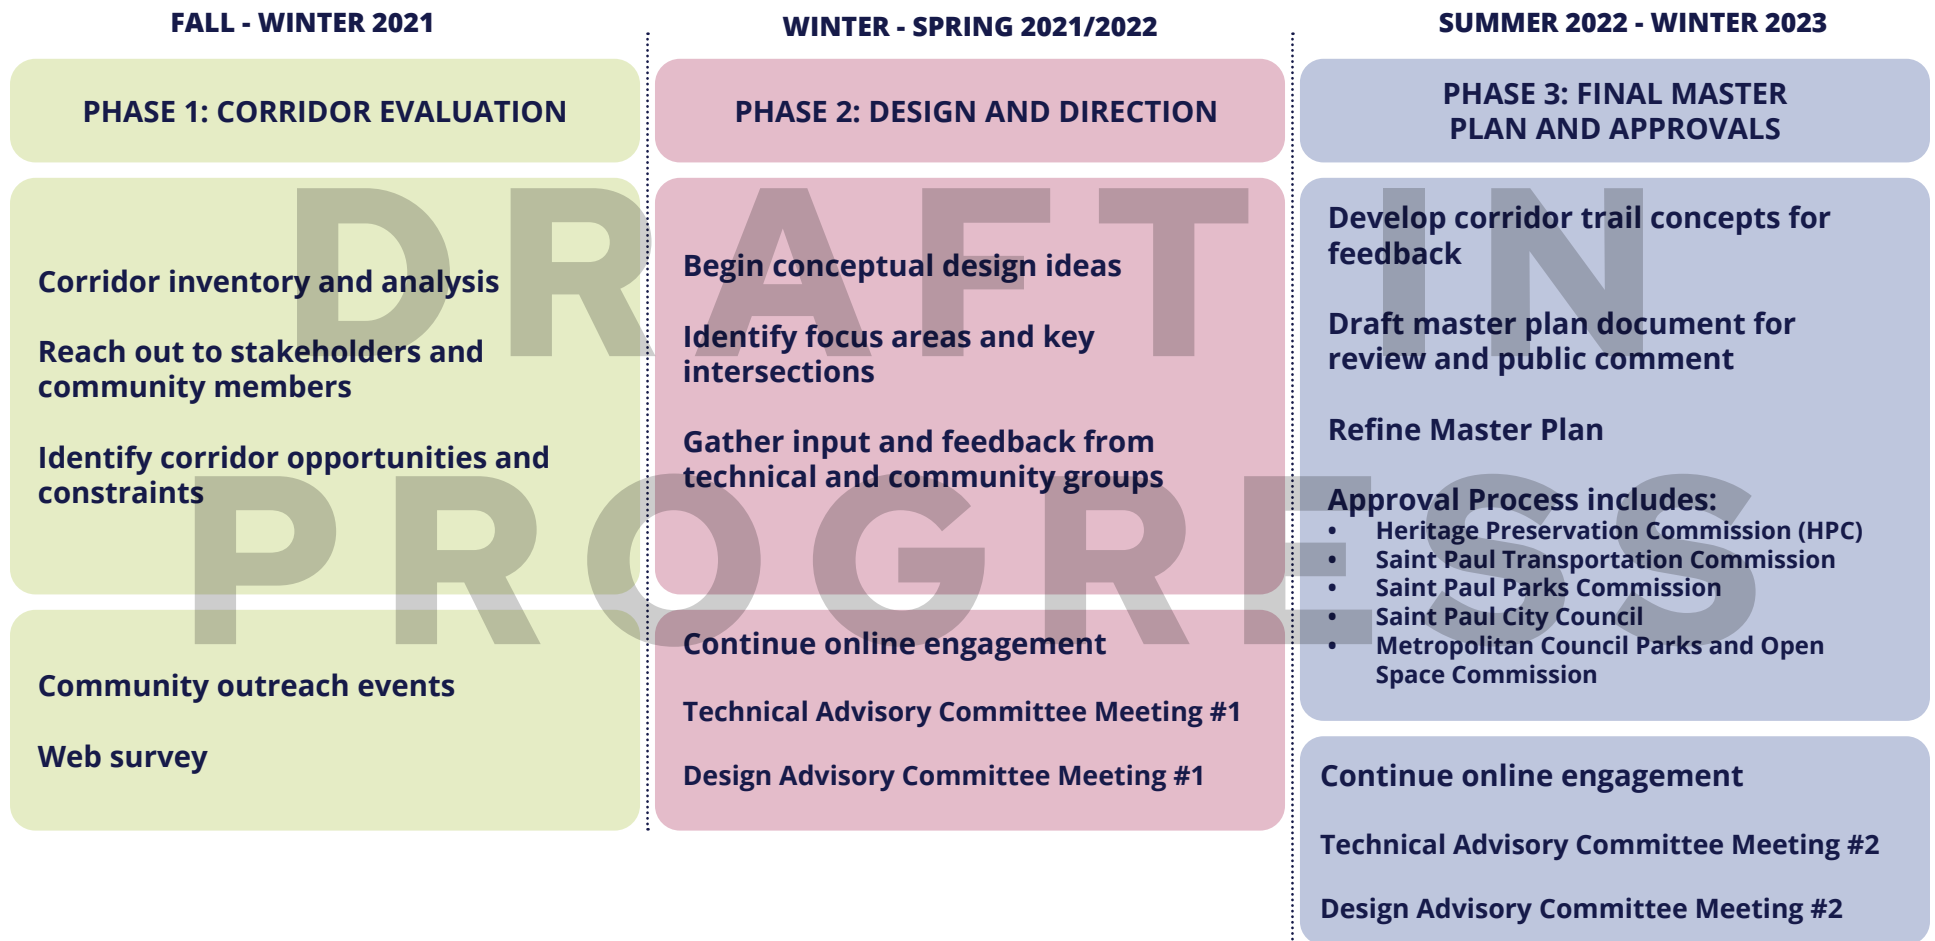 FALL - WINTER 2021
PHASE 1: CORRIDOR EVALUATION
Corridor inventory and analysis
Reach out to stakeholders and
community members
Identify corridor opportunities and
constraints
Community outreach events
Web survey
WINTER - SPRING 2021/2022
PHASE 2: DESIGN AND DIRECTION
Begin conceptual design ideas
Identify focus areas and key
intersections
Gather input and feedback from
technical and community groups
Continue online engagement
Technical Advisory Committee Meeting #1
Design Advisory Committee Meeting #1
SUMMER 2022 - WINTER 2023
PHASE 3: FINAL MASTER
PLAN AND APPROVALS
Develop corridor trail concepts for
feedback
Draft master plan document for
review and public comment
Refine Master Plan
Approval Process includes:
• Heritage Preservation Commission (HPC)
• Saint Paul Transportation Commission
• Saint Paul Parks Commission
• Saint Paul City Council
• Metropolitan Council Parks and Open
Space Commission
Continue online engagement
Technical Advisory Committee Meeting #2
Design Advisory Committee Meeting #2
DRAFT IN
PROGRESS